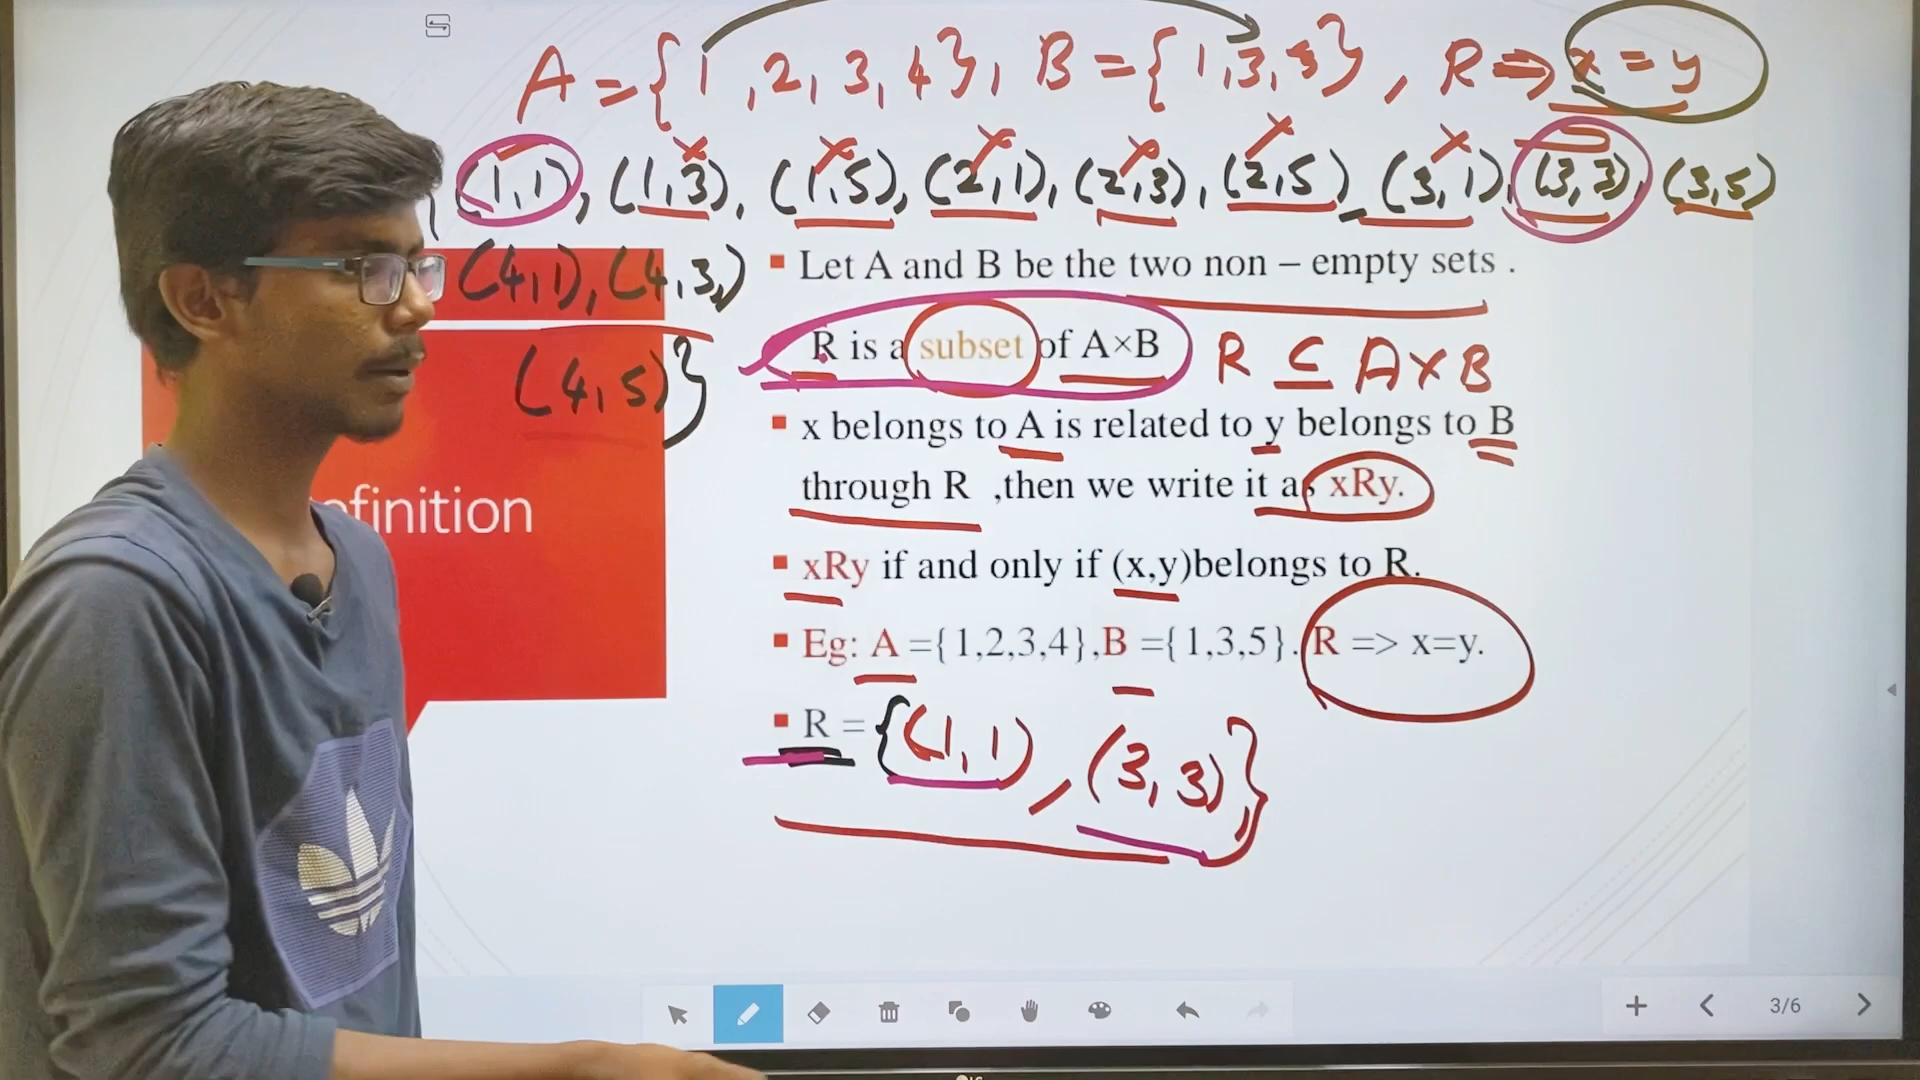 A = {1, 2, 3, 4}, B = {1, 3, 5}, R ⇒ x = y
(1,1), (1,3), (1,5), (2,1), (2,3), (2,5), (3,1), (3,3), (3,5)
(4,1), (4,3,)
(4,5)}
finition
▪ Let A and B be the two non – empty sets .
R is a subset of A×B R ⊆ A×B
▪ x belongs to A is related to y belongs to B
through R ,then we write it as xRy.
▪ xRy if and only if (x,y)belongs to R.
▪ Eg: A ={1,2,3,4},B ={1,3,5}. R => x=y.
▪ R = {(1,1), (3,3)}
3/6